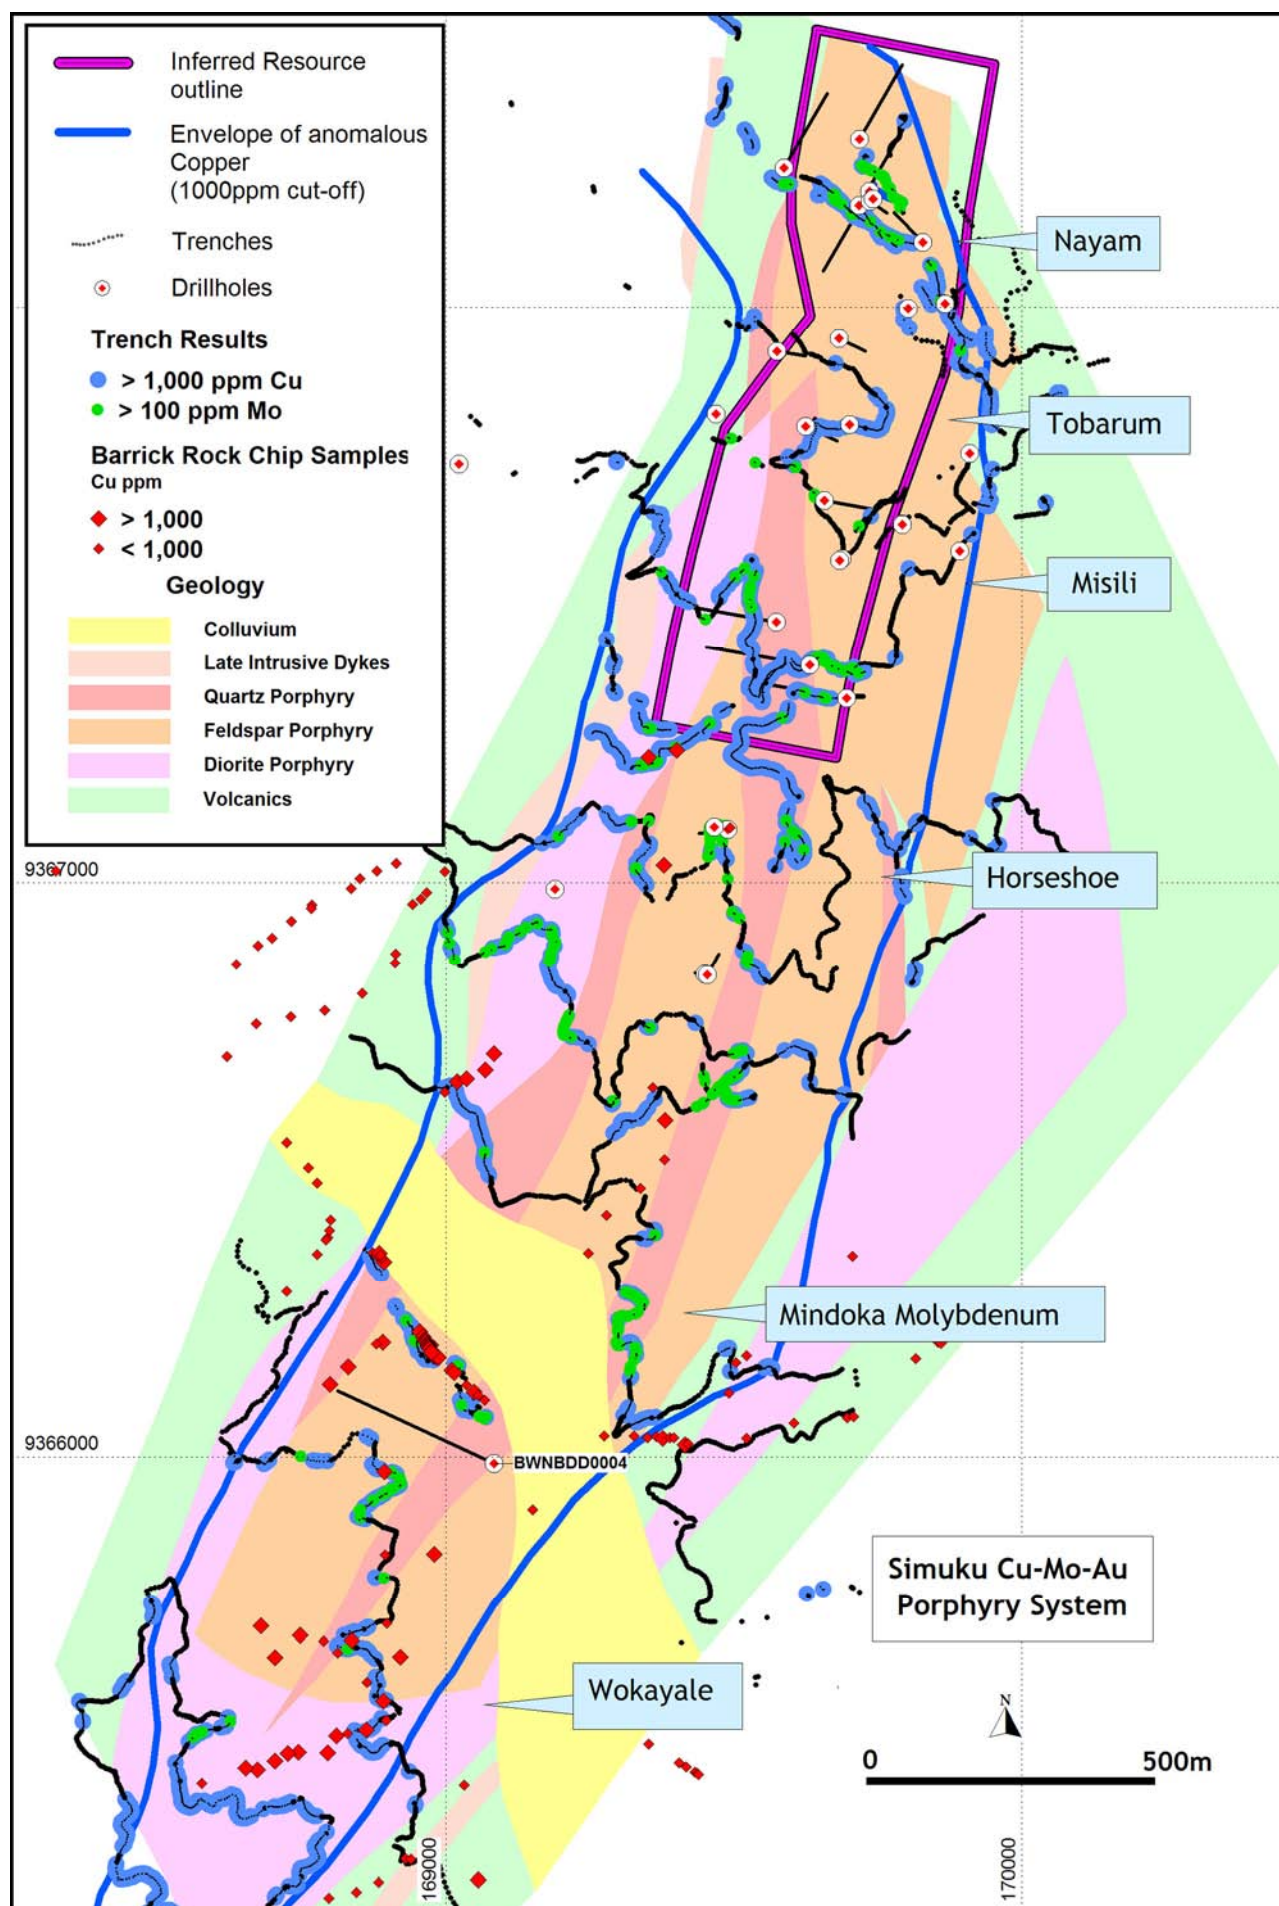 Inferred Resource
outline
Envelope of anomalous
Copper
(1000ppm cut-off)
Trenches
Drillholes
Trench Results
> 1,000 ppm Cu
> 100 ppm Mo
Barrick Rock Chip Samples
Cu ppm
> 1,000
< 1,000
Geology
Colluvium
Late Intrusive Dykes
Quartz Porphyry
Feldspar Porphyry
Diorite Porphyry
Volcanics
Nayam
Tobarum
Misili
9367000
Horseshoe
Mindoka Molybdenum
9366000
BWNBDD0004
Simuku Cu-Mo-Au
Porphyry System
Wokayale
N
0 500m
169000
170000